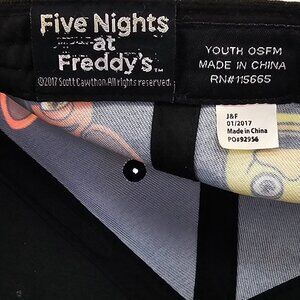 Five Nights
at
Freddy's™
©2017 Scott Cawthon. All rights reserved.
YOUTH OSFM
MADE IN CHINA
RN#115665
J&F
01/2017
Made in China
PO#92956